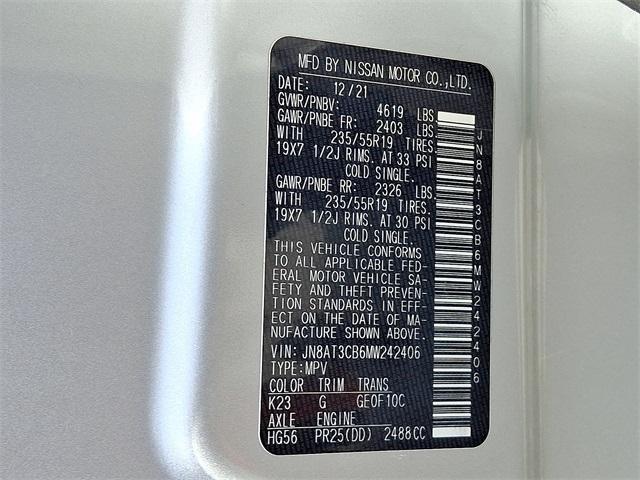 MFD BY NISSAN MOTOR CO.,LTD.
DATE: 12/21
GVWR/PNBV: 4619 LBS
GAWR/PNBE FR: 2403 LBS
WITH 235/55R19 TIRES.
19X7 1/2J RIMS. AT 33 PSI
COLD SINGLE.
GAWR/PNBE RR: 2326 LBS
WITH 235/55R19 TIRES.
19X7 1/2J RIMS. AT 30 PSI
COLD SINGLE.
THIS VEHICLE CONFORMS
TO ALL APPLICABLE FED-
ERAL MOTOR VEHICLE SA-
FETY AND THEFT PREVEN-
TION STANDARDS IN EFF-
ECT ON THE DATE OF MA-
NUFACTURE SHOWN ABOVE.
VIN: JN8AT3CB6MW242406
TYPE:MPV
COLOR TRIM TRANS
K23 G GE0F10C
AXLE ENGINE
HG56 PR25(DD) 2488CC
JN8AT3CB6MW242406